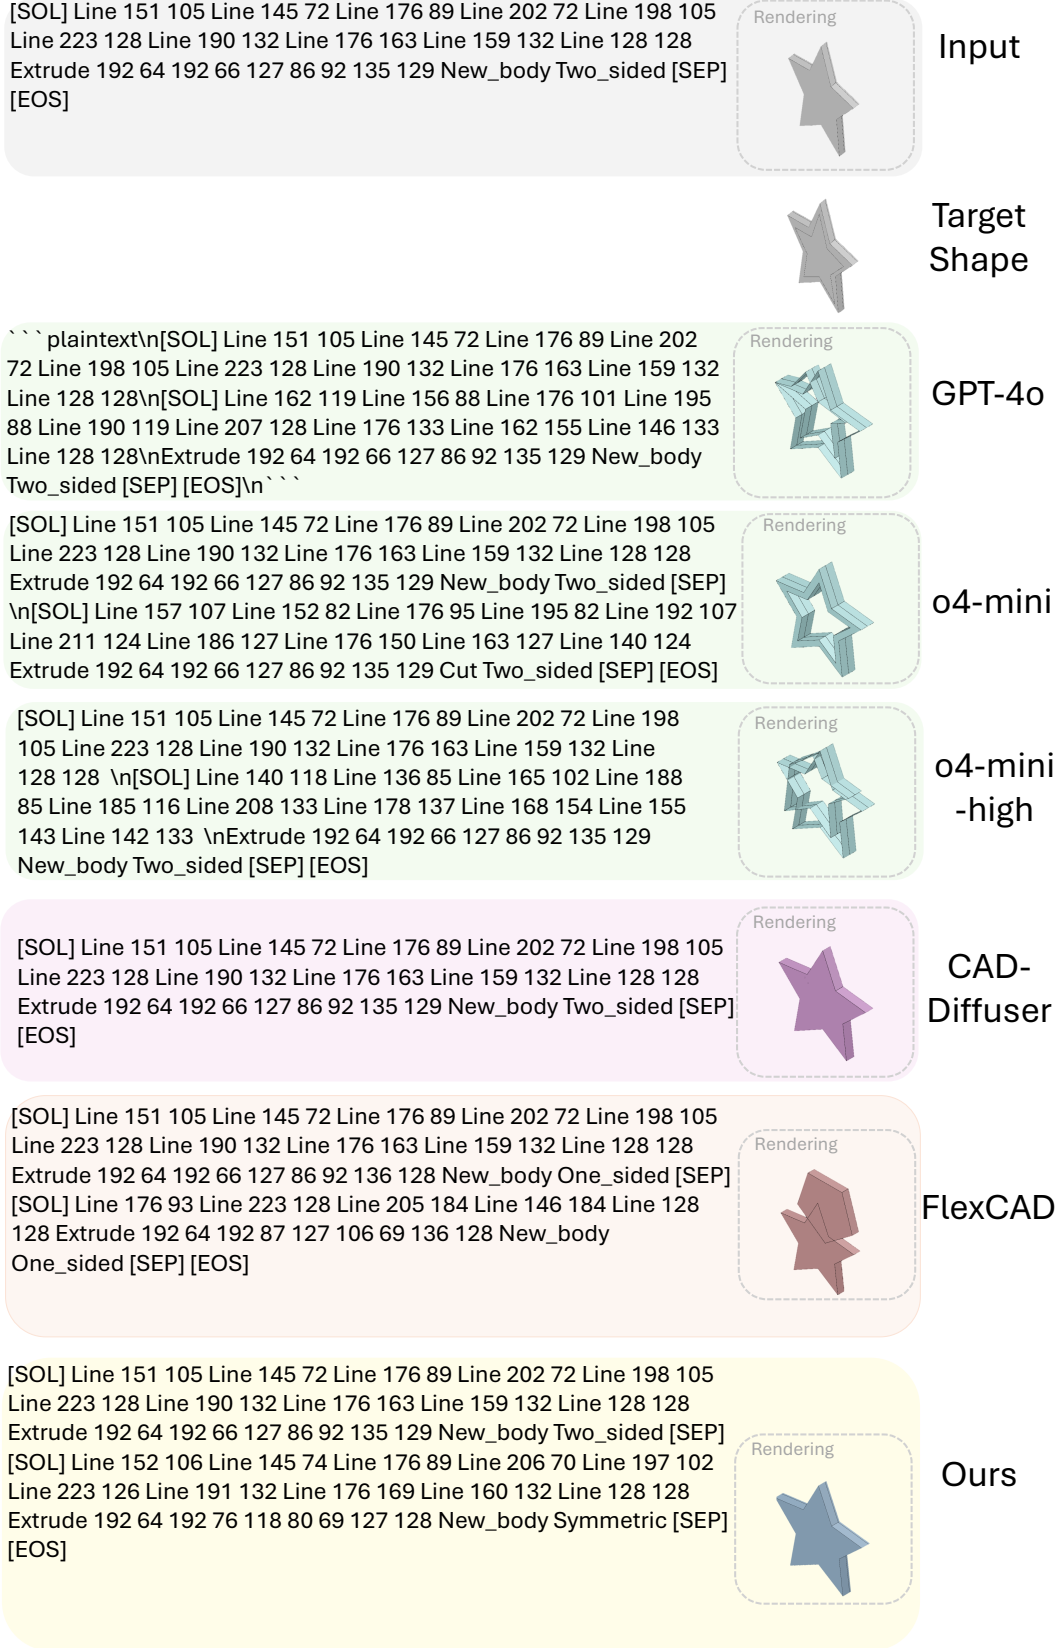 [SOL] Line 151 105 Line 145 72 Line 176 89 Line 202 72 Line 198 105
Line 223 128 Line 190 132 Line 176 163 Line 159 132 Line 128 128
Extrude 192 64 192 66 127 86 92 135 129 New_body Two_sided [SEP]
[EOS]
Rendering
Input
Target
Shape
```plaintext\n[SOL] Line 151 105 Line 145 72 Line 176 89 Line 202
72 Line 198 105 Line 223 128 Line 190 132 Line 176 163 Line 159 132
Line 128 128\n[SOL] Line 162 119 Line 156 88 Line 176 101 Line 195
88 Line 190 119 Line 207 128 Line 176 133 Line 162 155 Line 146 133
Line 128 128\nExtrude 192 64 192 66 127 86 92 135 129 New_body
Two_sided [SEP] [EOS]\n```
Rendering
GPT-4o
[SOL] Line 151 105 Line 145 72 Line 176 89 Line 202 72 Line 198 105
Line 223 128 Line 190 132 Line 176 163 Line 159 132 Line 128 128
Extrude 192 64 192 66 127 86 92 135 129 New_body Two_sided [SEP]
\n[SOL] Line 157 107 Line 152 82 Line 176 95 Line 195 82 Line 192 107
Line 211 124 Line 186 127 Line 176 150 Line 163 127 Line 140 124
Extrude 192 64 192 66 127 86 92 135 129 Cut Two_sided [SEP] [EOS]
Rendering
o4-mini
[SOL] Line 151 105 Line 145 72 Line 176 89 Line 202 72 Line 198
105 Line 223 128 Line 190 132 Line 176 163 Line 159 132 Line
128 128 \n[SOL] Line 140 118 Line 136 85 Line 165 102 Line 188
85 Line 185 116 Line 208 133 Line 178 137 Line 168 154 Line 155
143 Line 142 133 \nExtrude 192 64 192 66 127 86 92 135 129
New_body Two_sided [SEP] [EOS]
Rendering
o4-mini
-high
[SOL] Line 151 105 Line 145 72 Line 176 89 Line 202 72 Line 198 105
Line 223 128 Line 190 132 Line 176 163 Line 159 132 Line 128 128
Extrude 192 64 192 66 127 86 92 135 129 New_body Two_sided [SEP]
[EOS]
Rendering
CAD-
Diffuser
[SOL] Line 151 105 Line 145 72 Line 176 89 Line 202 72 Line 198 105
Line 223 128 Line 190 132 Line 176 163 Line 159 132 Line 128 128
Extrude 192 64 192 66 127 86 92 136 128 New_body One_sided [SEP]
[SOL] Line 176 93 Line 223 128 Line 205 184 Line 146 184 Line 128
128 Extrude 192 64 192 87 127 106 69 136 128 New_body
One_sided [SEP] [EOS]
Rendering
FlexCAD
[SOL] Line 151 105 Line 145 72 Line 176 89 Line 202 72 Line 198 105
Line 223 128 Line 190 132 Line 176 163 Line 159 132 Line 128 128
Extrude 192 64 192 66 127 86 92 135 129 New_body Two_sided [SEP]
[SOL] Line 152 106 Line 145 74 Line 176 89 Line 206 70 Line 197 102
Line 223 126 Line 191 132 Line 176 169 Line 160 132 Line 128 128
Extrude 192 64 192 76 118 80 69 127 128 New_body Symmetric [SEP]
[EOS]
Rendering
Ours